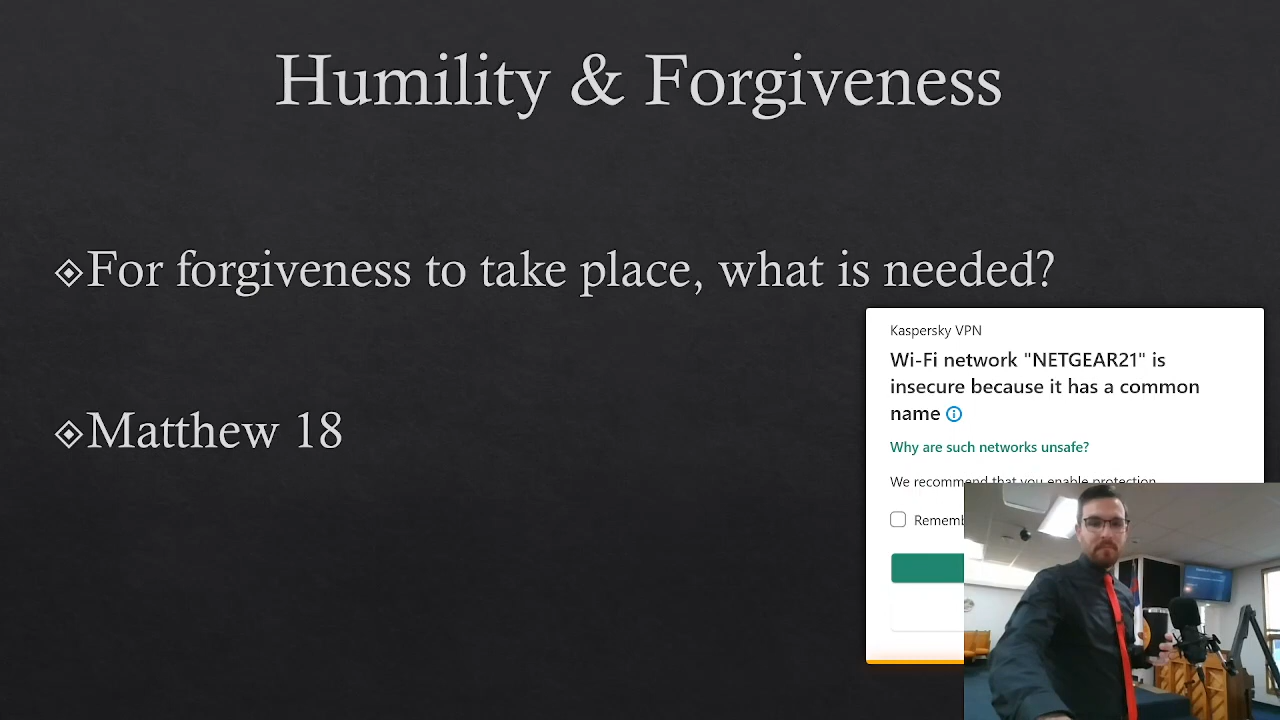 Humility & Forgiveness
For forgiveness to take place, what is needed?
Matthew 18
Kaspersky VPN
Wi-Fi network "NETGEAR21" is
insecure because it has a common
name
Why are such networks unsafe?
We recommend that you enable protection